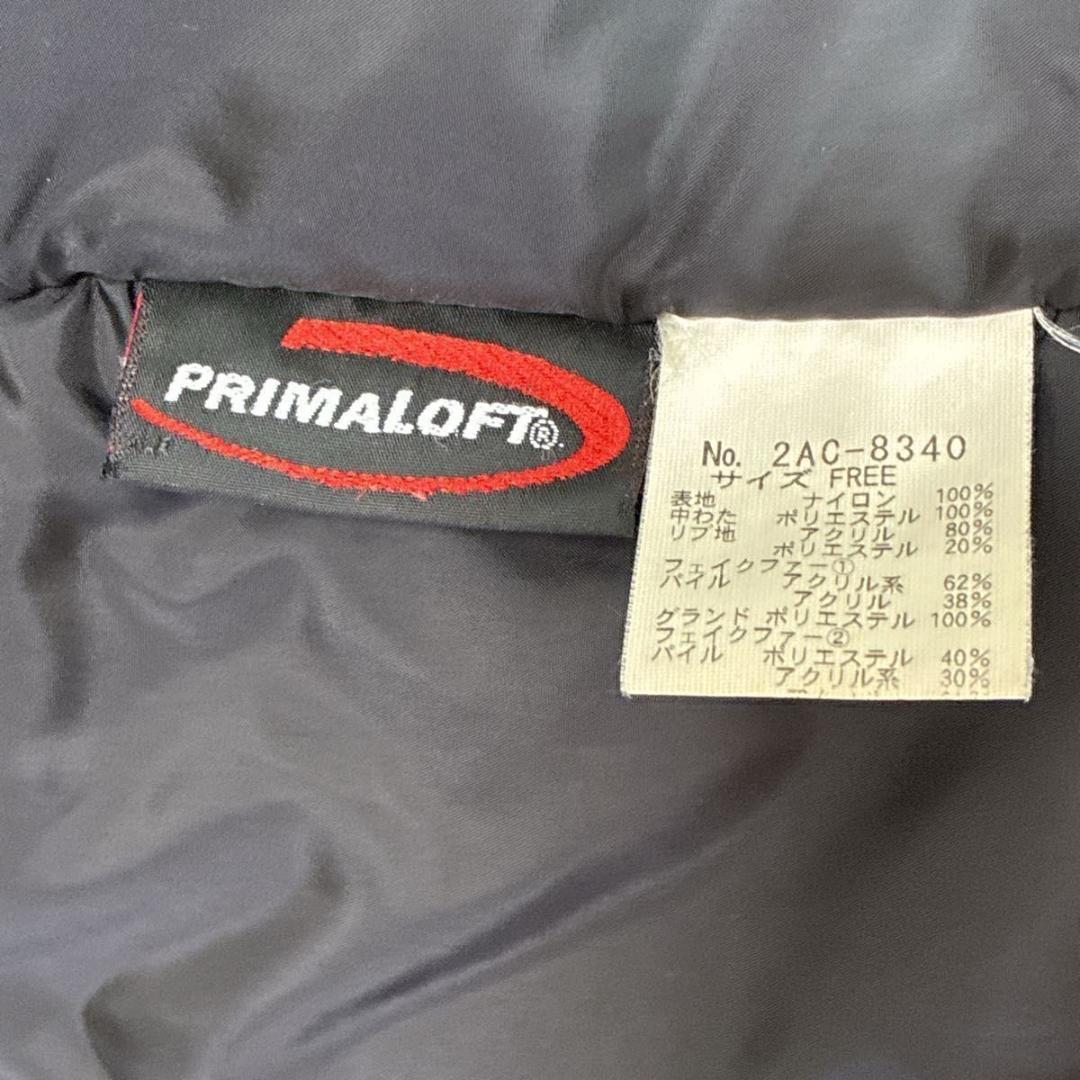 PRIMALOFT®
No. 2AC-8340
サイズ FREE
表地 ナイロン 100%
中わた ポリエステル 100%
リブ地 アクリル 80%
ポリエステル 20%
フェイクファー①
パイル アクリル系 62%
アクリル 38%
グランド ポリエステル 100%
フェイクファー②
パイル ポリエステル 40%
アクリル系 30%